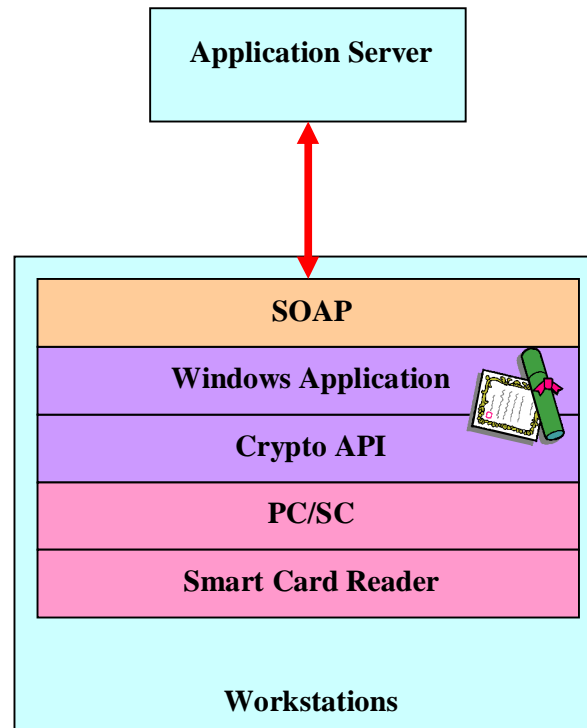 Application Server
SOAP
Windows Application
Crypto API
PC/SC
Smart Card Reader
Workstations